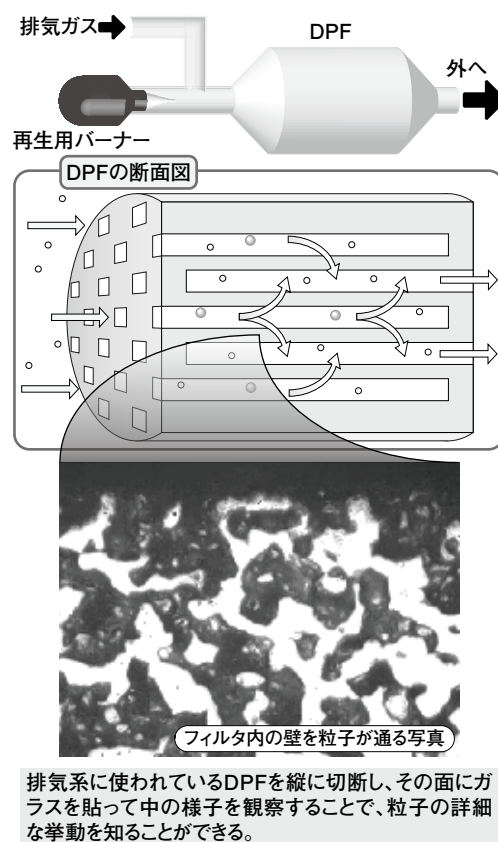 排気ガス
DPF
外へ
再生用バーナー
DPFの断面図
フィルタ内の壁を粒子が通る写真
排気系に使われているDPFを縦に切断し、その面にガ
ラスを貼って中の様子を観察することで、粒子の詳細
な挙動を知ることができる。